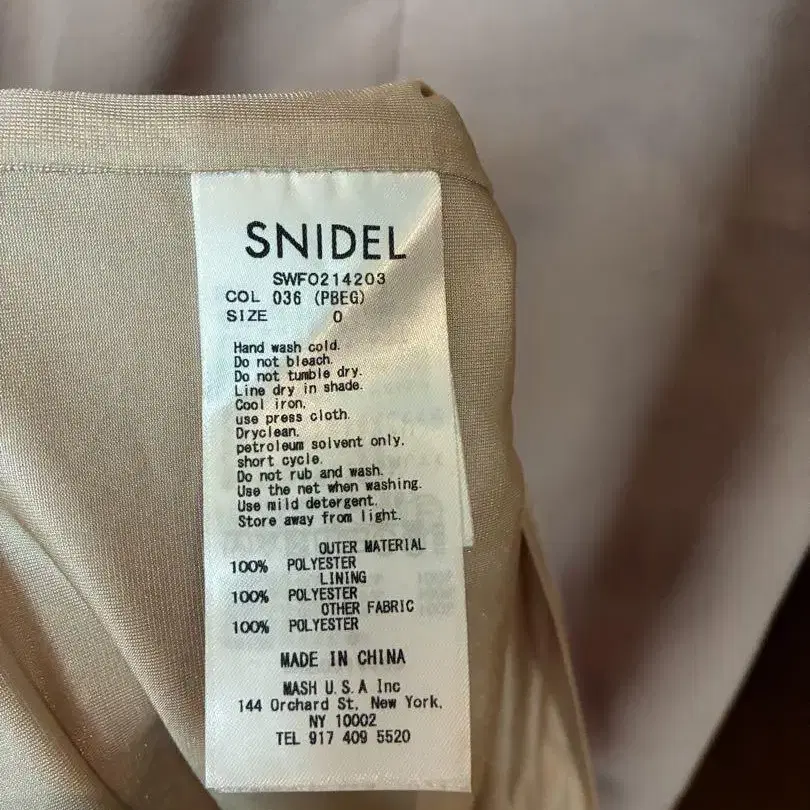 SNIDEL
SWFO214203
COL 036 (PBEG)
SIZE 0
Hand wash cold.
Do not bleach.
Do not tumble dry.
Line dry in shade.
Cool iron,
use press cloth.
Dryclean,
petroleum solvent only,
short cycle.
Do not rub and wash.
Use the net when washing.
Use mild detergent.
Store away from light.
OUTER MATERIAL
100% POLYESTER
LINING
100% POLYESTER
OTHER FABRIC
100% POLYESTER
MADE IN CHINA
MASH U.S.A Inc
144 Orchard St, New York,
NY 10002
TEL 917 409 5520